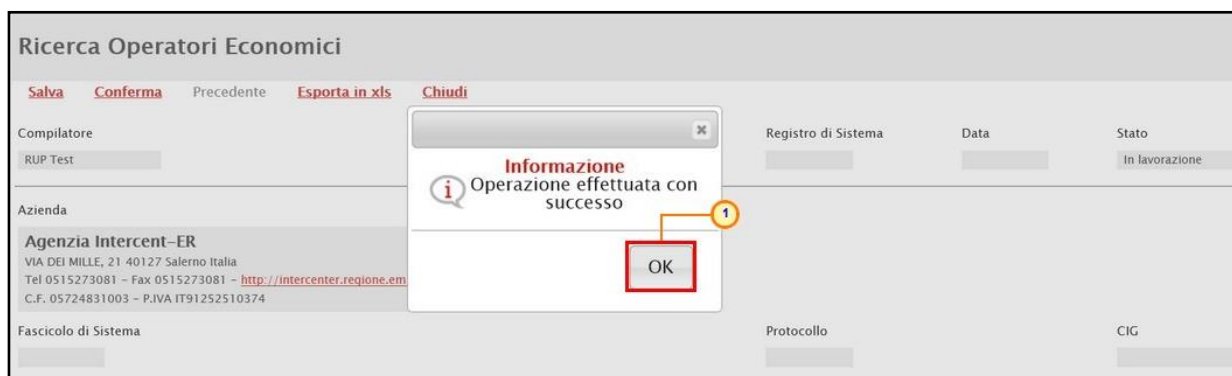 Ricerca Operatori Economici
Salva Conferma Precedente Esporta in xls Chiudi
Compilatore Registro di Sistema Data Stato
RUP Test In lavorazione
Informazione
Operazione effettuata con
successo
1
OK
Azienda
Agenzia Intercent-ER
VIA DEI MILLE, 21 40127 Salerno Italia
Tel 0515273081 - Fax 0515273081 - http://intercenter.regione.em
C.F. 05724831003 - P.IVA IT91252510374
Fascicolo di Sistema Protocollo CIG